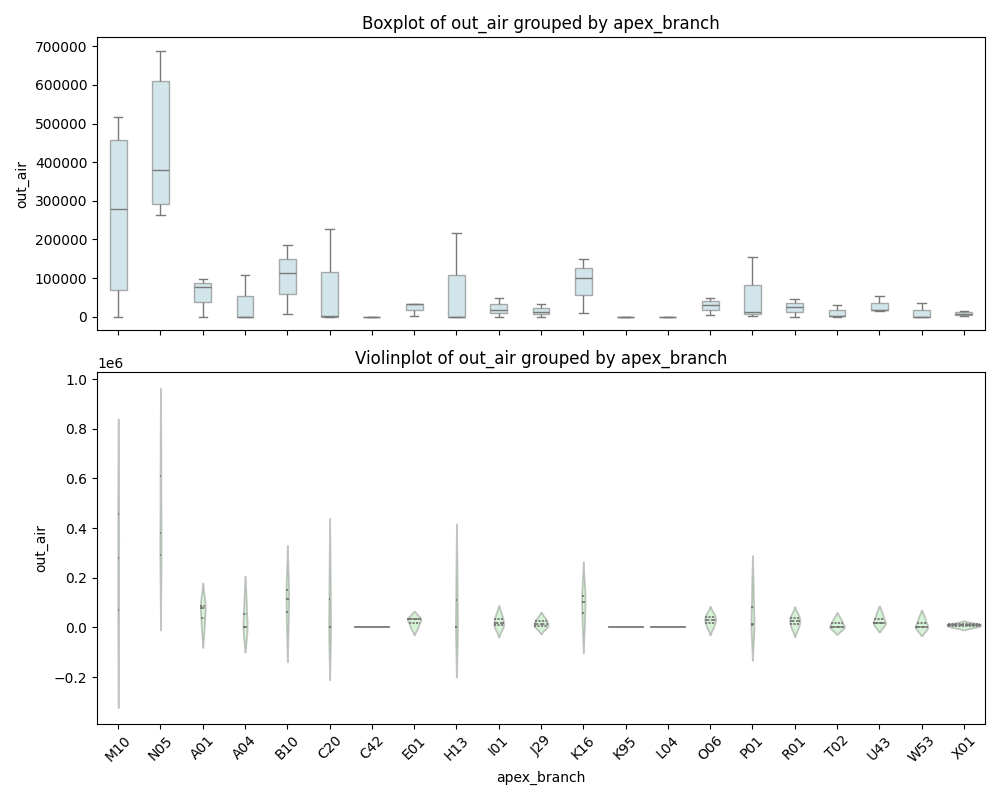 Boxplot of out_air grouped by apex_branch
700000
600000
500000
400000
300000
200000
100000
0
out_air
Violinplot of out_air grouped by apex_branch
1e6
1.0
0.8
0.6
0.4
0.2
0.0
−0.2
out_air
M10 N05 A01 A04 B10 C20 C42 E01 H13 I01 J29 K16 K95 L04 O06 P01 R01 T02 U43 W53 X01
apex_branch